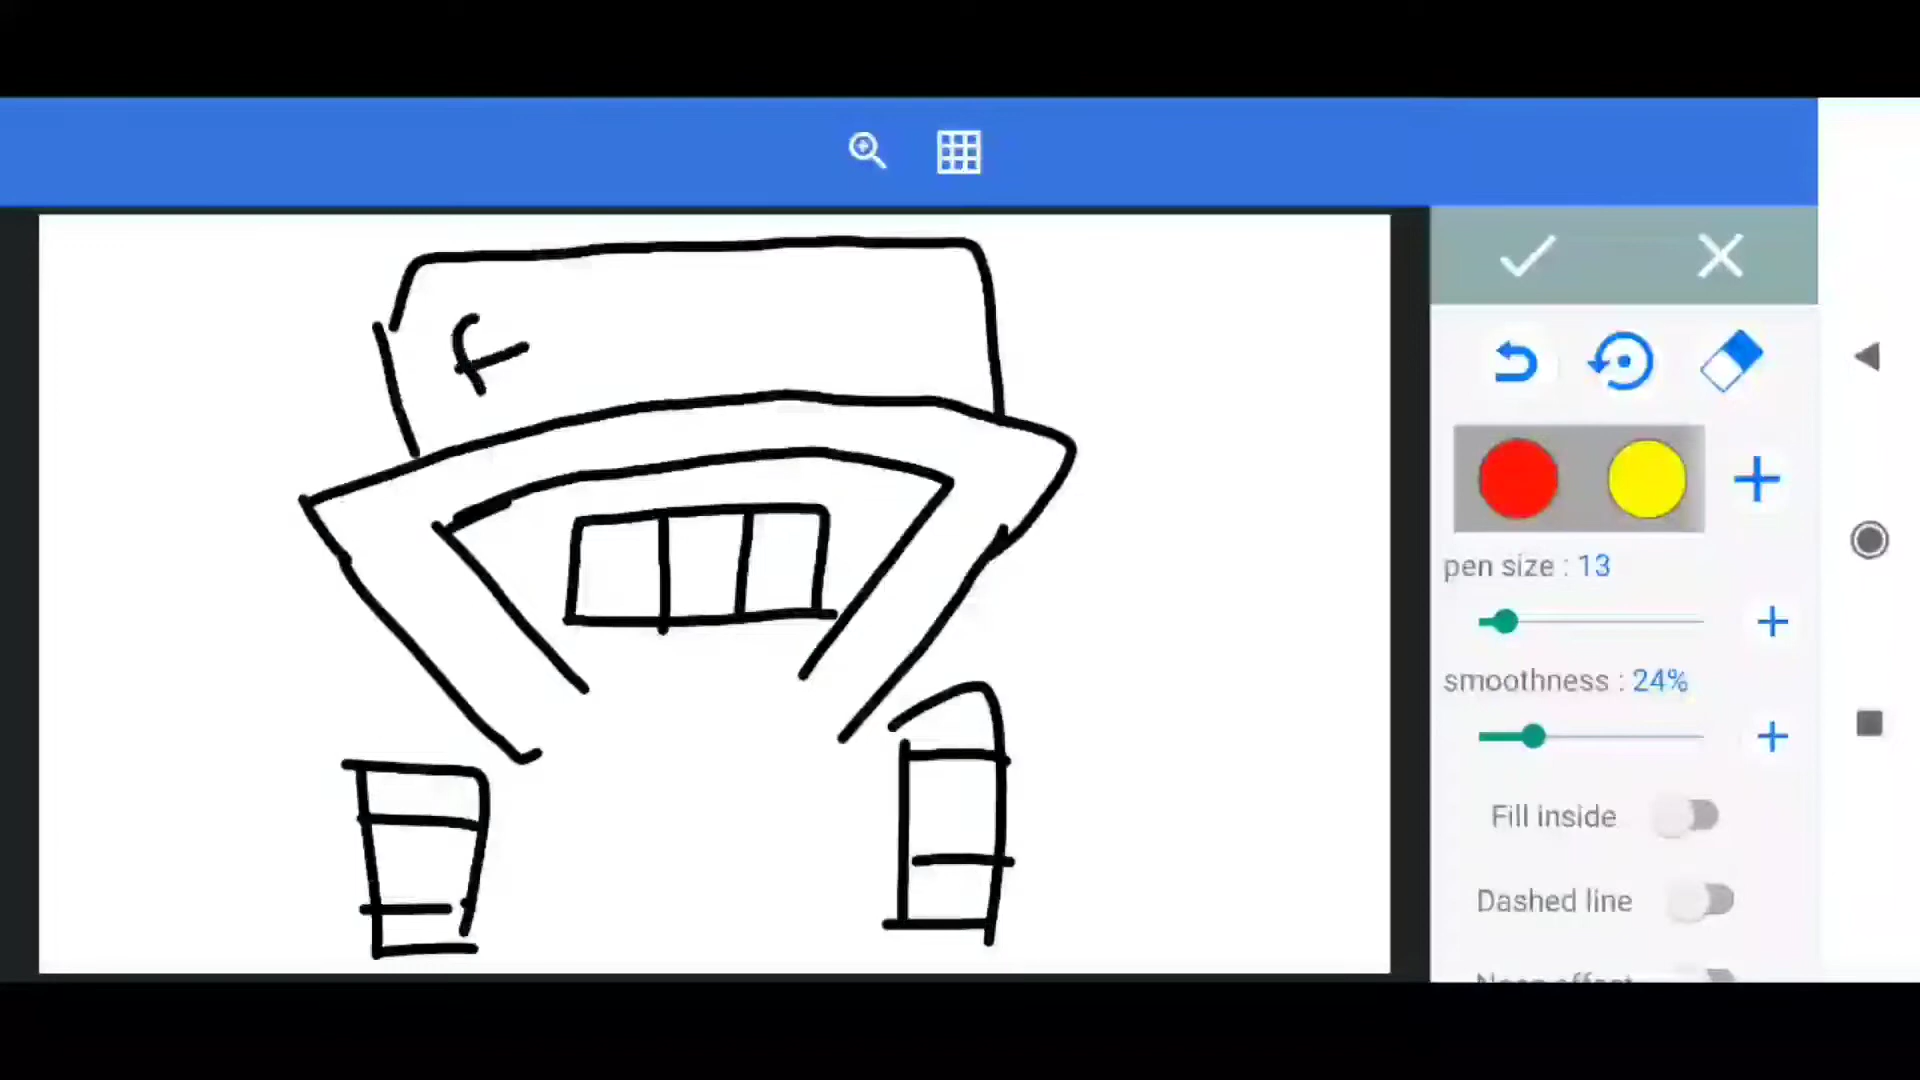 f
pen size : 13
smoothness : 24%
Fill inside
Dashed line